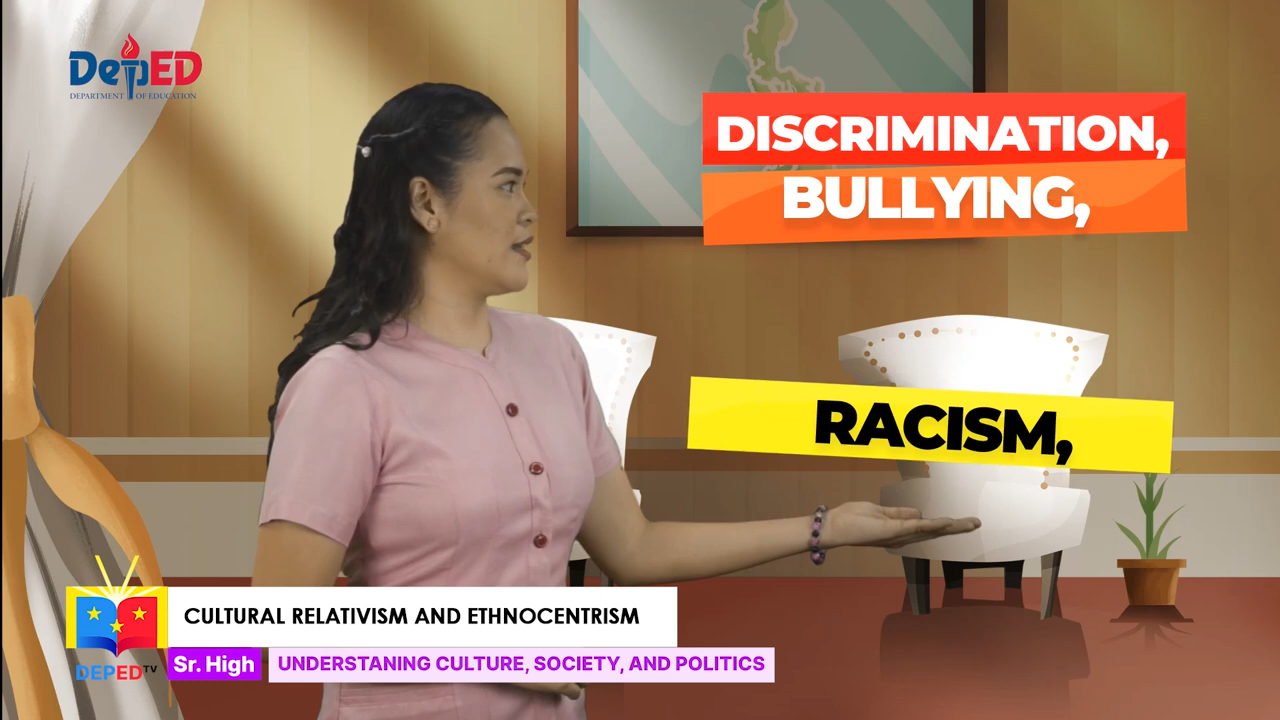 DepED
DEPARTMENT OF EDUCATION
DISCRIMINATION,
BULLYING,
RACISM,
CULTURAL RELATIVISM AND ETHNOCENTRISM
DEPED TV
Sr. High
UNDERSTANING CULTURE, SOCIETY, AND POLITICS